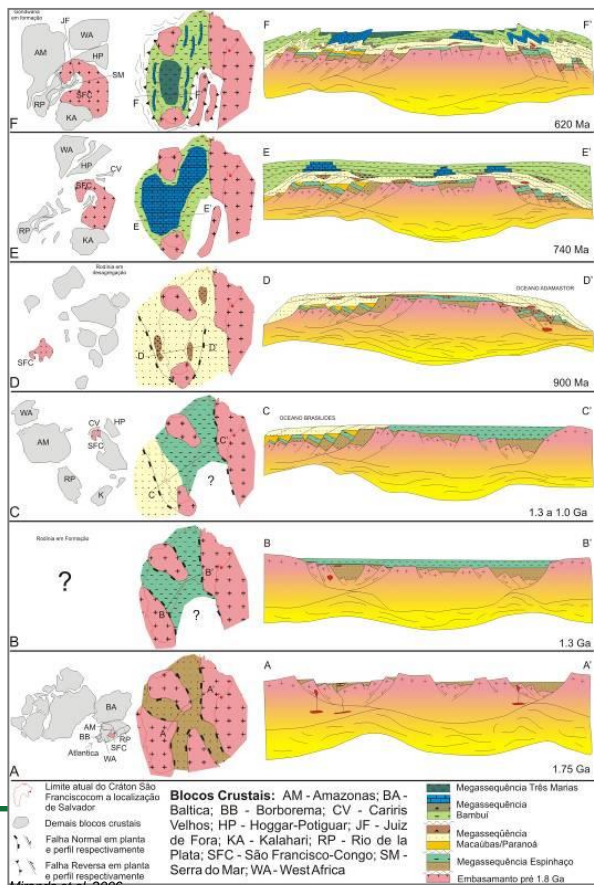 Gondwana
em formação
JF
WA
AM
HP
SM
SFC
RP
KA
F
F
F'
F
F'
620 Ma
WA
HP
CV
SFC
RP
KA
E
E
E'
E
E'
740 Ma
Rodínia em
desagregação
SFC
D
D
D'
D
D'
OCEANO ADAMASTOR
900 Ma
WA
AM
CV
HP
SFC
RP
K
C
C
C'
?
C
C'
OCEANO BRASILIDES
1.3 a 1.0 Ga
Rodínia em Formação
?
B
B
B'
?
B
B'
1.3 Ga
BA
AM
BB
RP
SFC
Atlantica
WA
A
A
A'
A
A'
1.75 Ga
Limite atual do Cráton São
Franciscocom a localização
de Salvador
Demais blocos crustais
Falha Normal em planta
e perfil respectivamente
Falha Reversa em planta
e perfil respectivamente
Blocos Crustais: AM - Amazonas; BA -
Baltica; BB - Borborema; CV - Cariris
Velhos; HP - Hoggar-Potiguar; JF - Juiz
de Fora; KA - Kalahari; RP - Rio de la
Plata; SFC - São Francisco-Congo; SM -
Serra do Mar; WA - West Africa
Megassequência Três Marias
Megassequência
Bambuí
Megassequência
Macaúbas/Paranoá
Megassequência Espinhaço
Embasamento pré 1.8 Ga